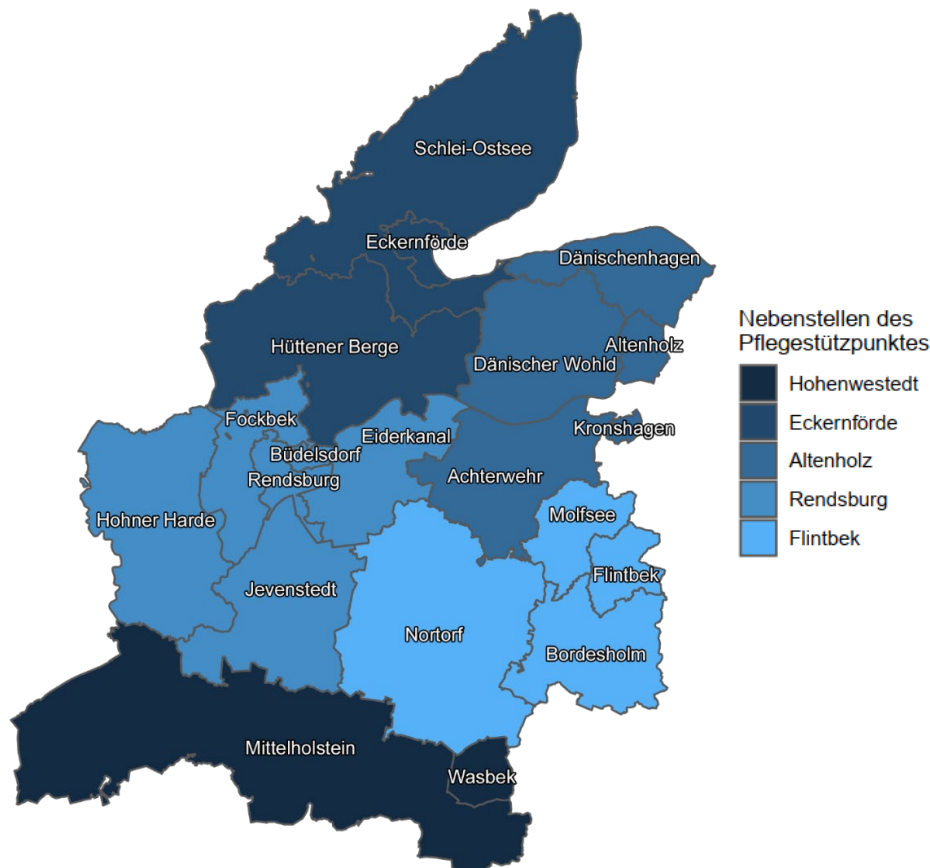 Schlei-Ostsee
Eckernförde
Dänischenhagen
Hüttener Berge
Dänischer Wohld
Altenholz
Fockbek
Eiderkanal
Kronshagen
Büdelsdorf
Rendsburg
Achterwehr
Hohner Harde
Molfsee
Jevenstedt
Flintbek
Nortorf
Bordesholm
Mittelholstein
Wasbek
Nebenstellen des
Pflegestützpunktes
Hohenwestedt
Eckernförde
Altenholz
Rendsburg
Flintbek